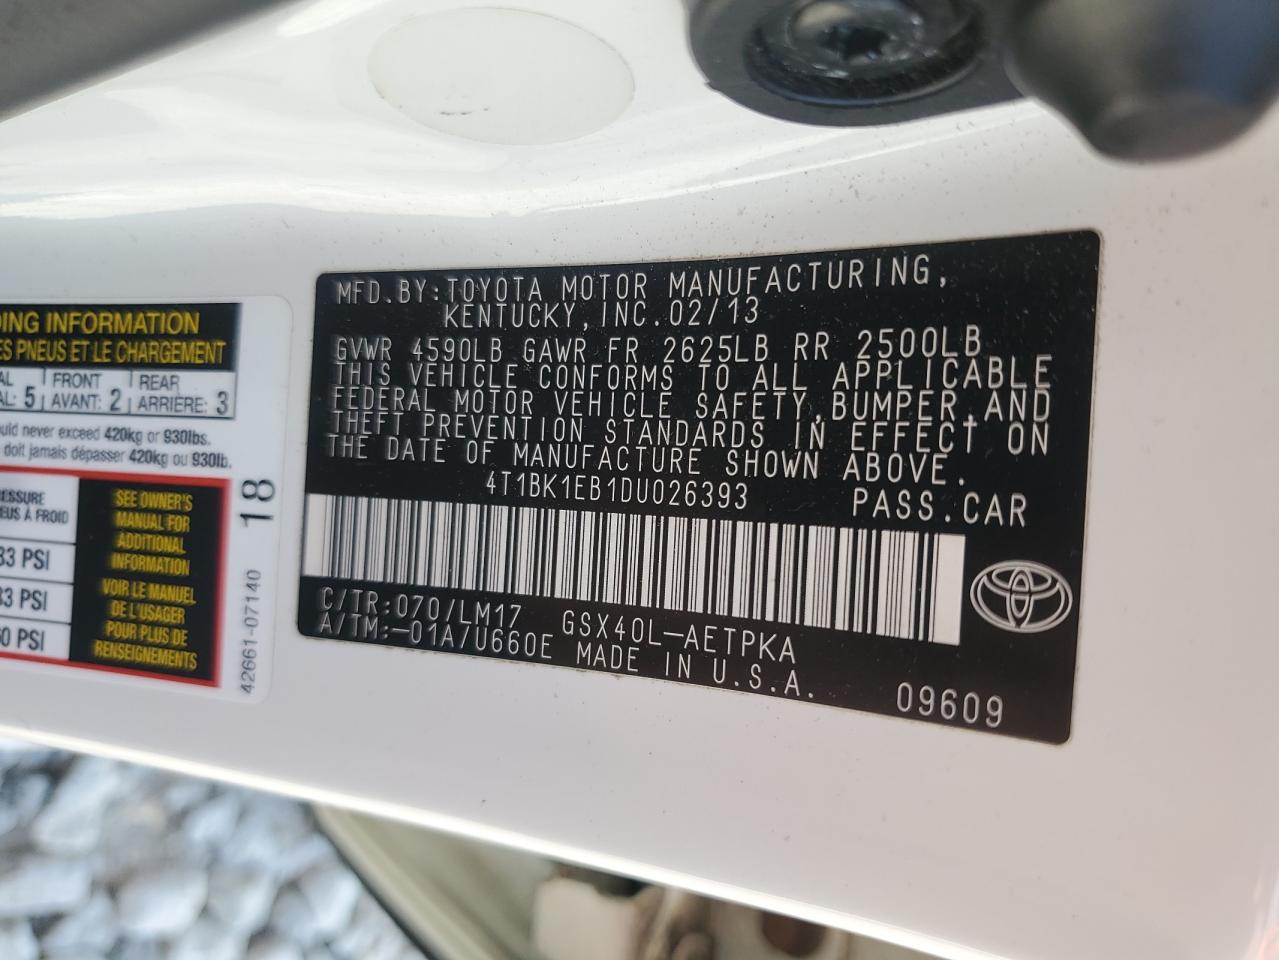 DING INFORMATION
ES PNEUS ET LE CHARGEMENT
AL 5 FRONT 2 REAR 3
AL: AVANT: ARRIÈRE:
ould never exceed 420kg or 930lbs.
doit jamais dépasser 420kg ou 930lb.
ESSURE
EUS À FROID
33 PSI
33 PSI
60 PSI
SEE OWNER'S
MANUAL FOR
ADDITIONAL
INFORMATION
VOIR LE MANUEL
DE L'USAGER
POUR PLUS DE
RENSEIGNEMENTS
42661-07140 18
MFD.BY:TOYOTA MOTOR MANUFACTURING,
KENTUCKY,INC.02/13
GVWR 4590LB GAWR FR 2625LB RR 2500LB
THIS VEHICLE CONFORMS TO ALL APPLICABLE
FEDERAL MOTOR VEHICLE SAFETY,BUMPER,AND
THEFT PREVENTION STANDARDS IN EFFECT ON
THE DATE OF MANUFACTURE SHOWN ABOVE.
4T1BK1EB1DU026393 PASS.CAR
C/TR:070/LM17 GSX40L-AETPKA
A/TM:-01A/U660E MADE IN U.S.A.
09609